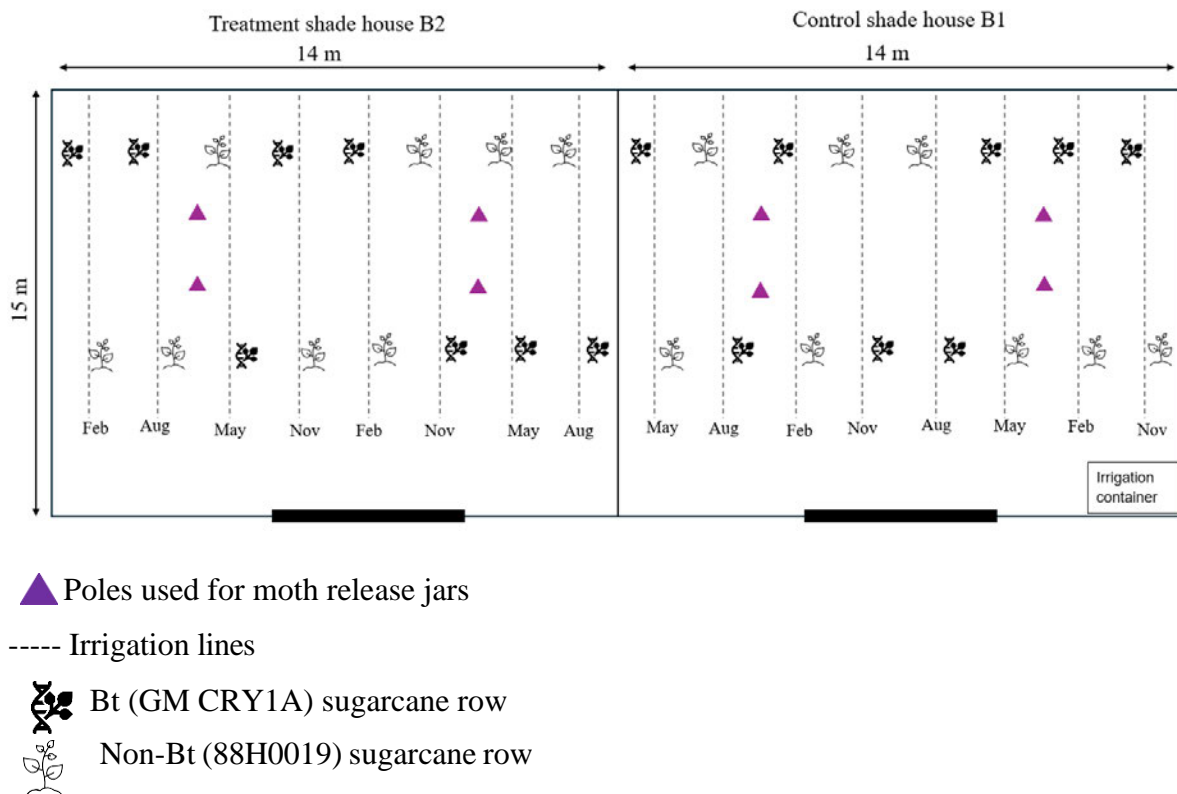 Treatment shade house B2
Control shade house B1
14 m
14 m
15 m
Feb Aug May Nov Feb Nov May Aug
May Aug Feb Nov Aug May Feb Nov
Irrigation
container
Poles used for moth release jars
----- Irrigation lines
Bt (GM CRY1A) sugarcane row
Non-Bt (88H0019) sugarcane row